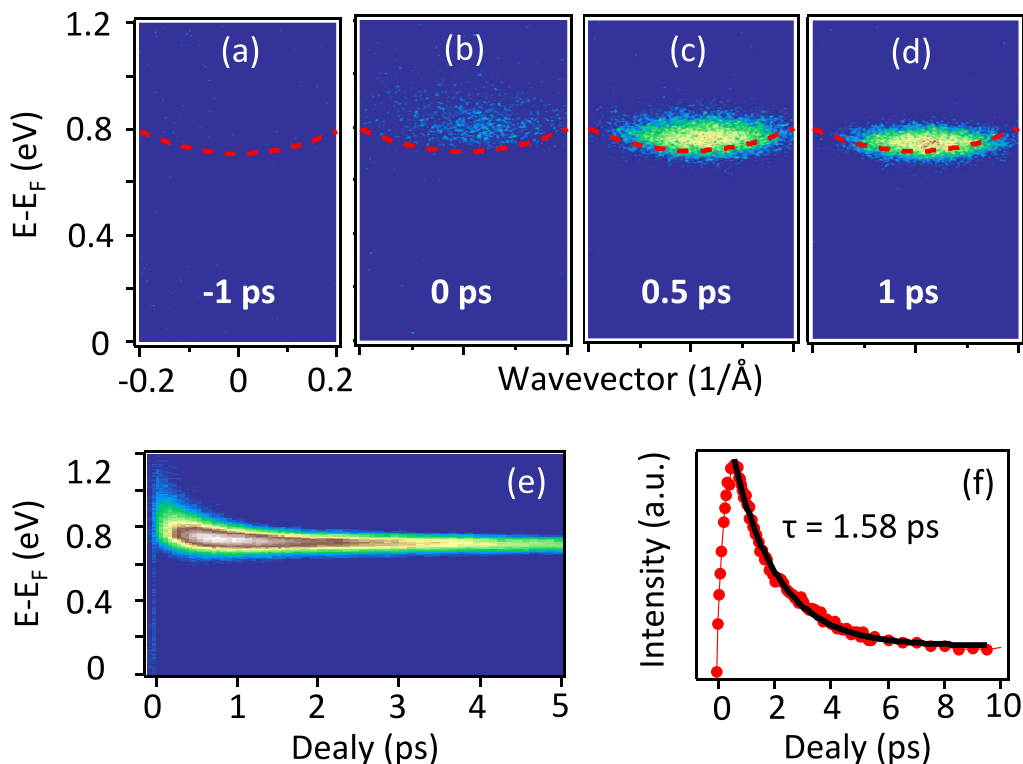 1.2
0.8
0.4
0
E-E_F (eV)
(a) (b) (c) (d)
-1 ps 0 ps 0.5 ps 1 ps
-0.2 0 0.2
Wavevector (1/Å)
1.2
0.8
0.4
0
E-E_F (eV)
(e)
0 1 2 3 4 5
Dealy (ps)
Intensity (a.u.)
(f)
τ = 1.58 ps
0 2 4 6 8 10
Dealy (ps)